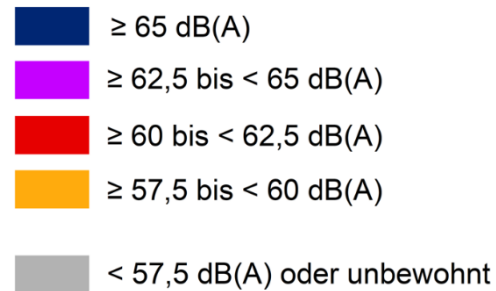 ≥ 65 dB(A)
≥ 62,5 bis < 65 dB(A)
≥ 60 bis < 62,5 dB(A)
≥ 57,5 bis < 60 dB(A)
< 57,5 dB(A) oder unbewohnt